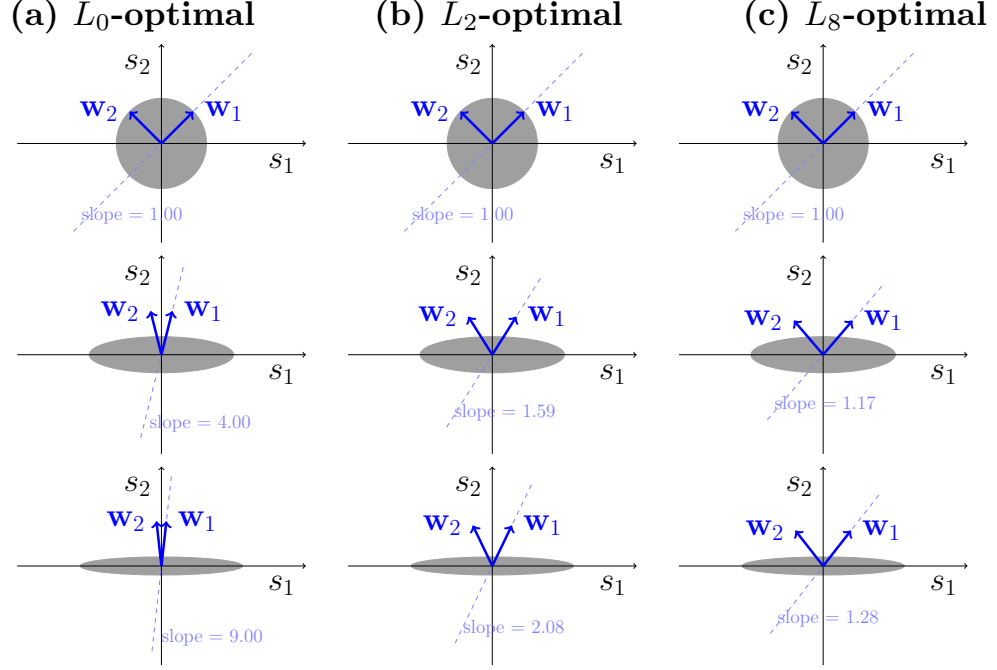 (a) L₀-optimal
(b) L₂-optimal
(c) L₈-optimal
s₂
w₂
w₁
s₁
slope = 1.00
s₂
w₂
w₁
s₁
slope = 1.00
s₂
w₂
w₁
s₁
slope = 1.00
s₂
w₂
w₁
s₁
slope = 4.00
s₂
w₂
w₁
s₁
slope = 1.59
s₂
w₂
w₁
s₁
slope = 1.17
s₂
w₂
w₁
s₁
slope = 9.00
s₂
w₂
w₁
s₁
slope = 2.08
s₂
w₂
w₁
s₁
slope = 1.28